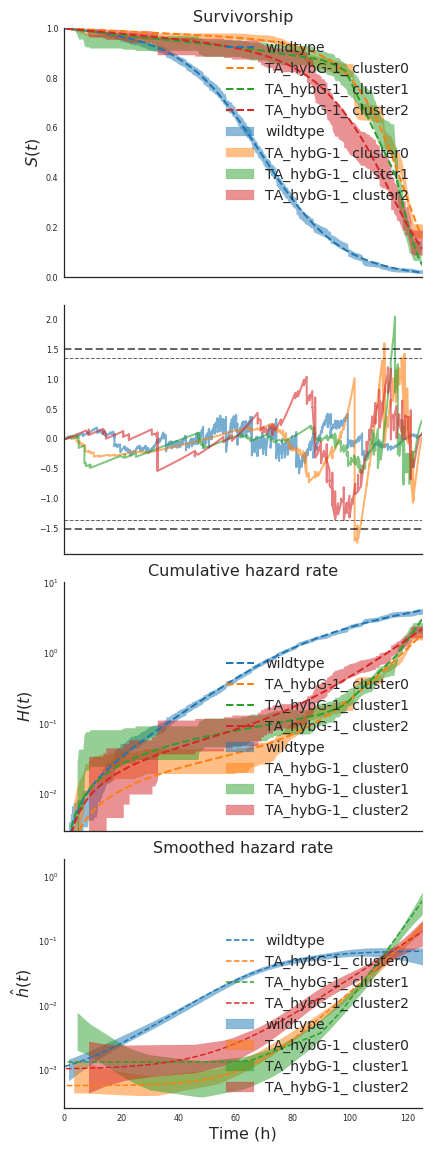 Survivorship
1.0
0.8
0.6
0.4
0.2
0.0
S(t)
wildtype
TA_hybG-1_ cluster0
TA_hybG-1_ cluster1
TA_hybG-1_ cluster2
wildtype
TA_hybG-1_ cluster0
TA_hybG-1_ cluster1
TA_hybG-1_ cluster2
2.0
1.5
1.0
0.5
0.0
−0.5
−1.0
−1.5
Cumulative hazard rate
10¹
10⁰
10⁻¹
10⁻²
H(t)
wildtype
TA_hybG-1_ cluster0
TA_hybG-1_ cluster1
TA_hybG-1_ cluster2
wildtype
TA_hybG-1_ cluster0
TA_hybG-1_ cluster1
TA_hybG-1_ cluster2
Smoothed hazard rate
10⁰
10⁻¹
10⁻²
10⁻³
ĥ(t)
wildtype
TA_hybG-1_ cluster0
TA_hybG-1_ cluster1
TA_hybG-1_ cluster2
wildtype
TA_hybG-1_ cluster0
TA_hybG-1_ cluster1
TA_hybG-1_ cluster2
0 20 40 60 80 100 120
Time (h)